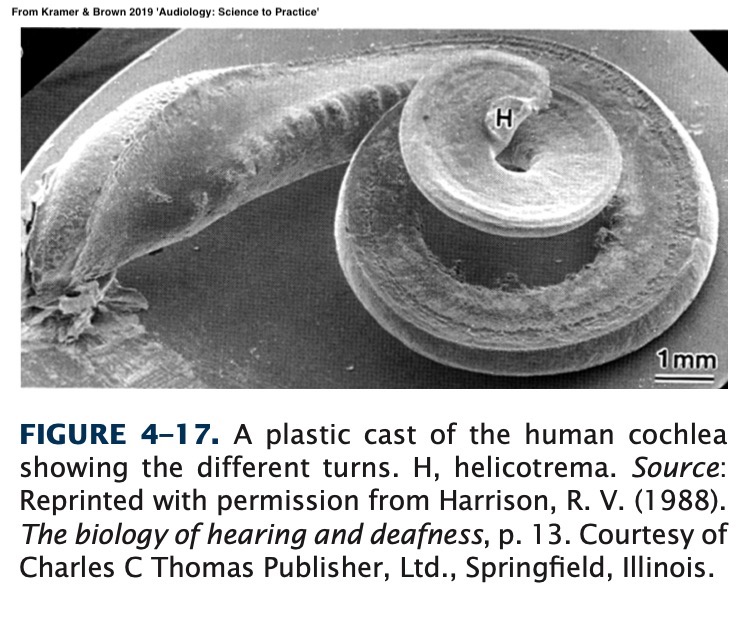 From Kramer & Brown 2019 'Audiology: Science to Practice'
H
1mm
FIGURE 4–17. A plastic cast of the human cochlea
showing the different turns. H, helicotrema. Source:
Reprinted with permission from Harrison, R. V. (1988).
The biology of hearing and deafness, p. 13. Courtesy of
Charles C Thomas Publisher, Ltd., Springfield, Illinois.